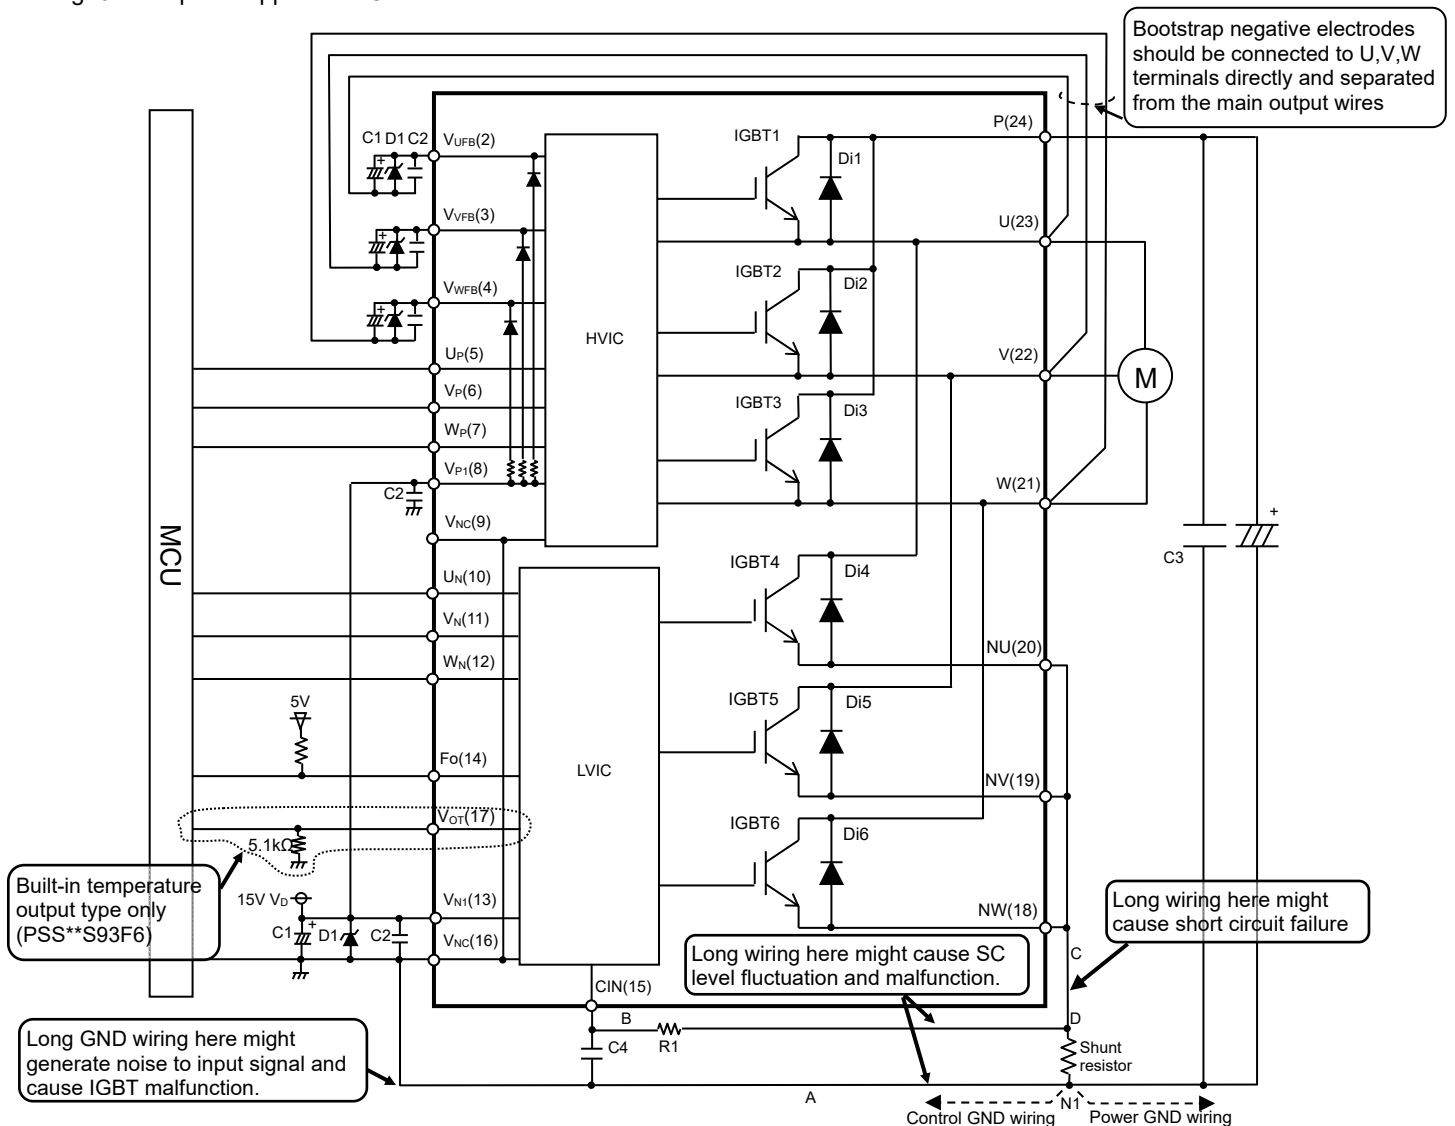 Bootstrap negative electrodes
should be connected to U,V,W
terminals directly and separated
from the main output wires
C1 D1 C2
+
VUFB(2)
IGBT1
P(24)
Di1
VVFB(3)
+
U(23)
IGBT2
Di2
VWFB(4)
+
HVIC
UP(5)
V(22)
M
VP(6)
IGBT3
Di3
WP(7)
VP1(8)
C2
W(21)
VNC(9)
+
C3
MCU
IGBT4
Di4
UN(10)
VN(11)
NU(20)
WN(12)
5V
IGBT5
Di5
Fo(14)
LVIC
NV(19)
VOT(17)
IGBT6
Di6
5.1kΩ
Built-in temperature
output type only
(PSS**S93F6)
15V VD
VN1(13)
NW(18)
Long wiring here might
cause short circuit failure
C1
+
D1
C2
VNC(16)
Long wiring here might cause SC
level fluctuation and malfunction.
C
CIN(15)
B
D
R1
C4
Shunt
resistor
Long GND wiring here might
generate noise to input signal and
cause IGBT malfunction.
A
N1
Control GND wiring
Power GND wiring